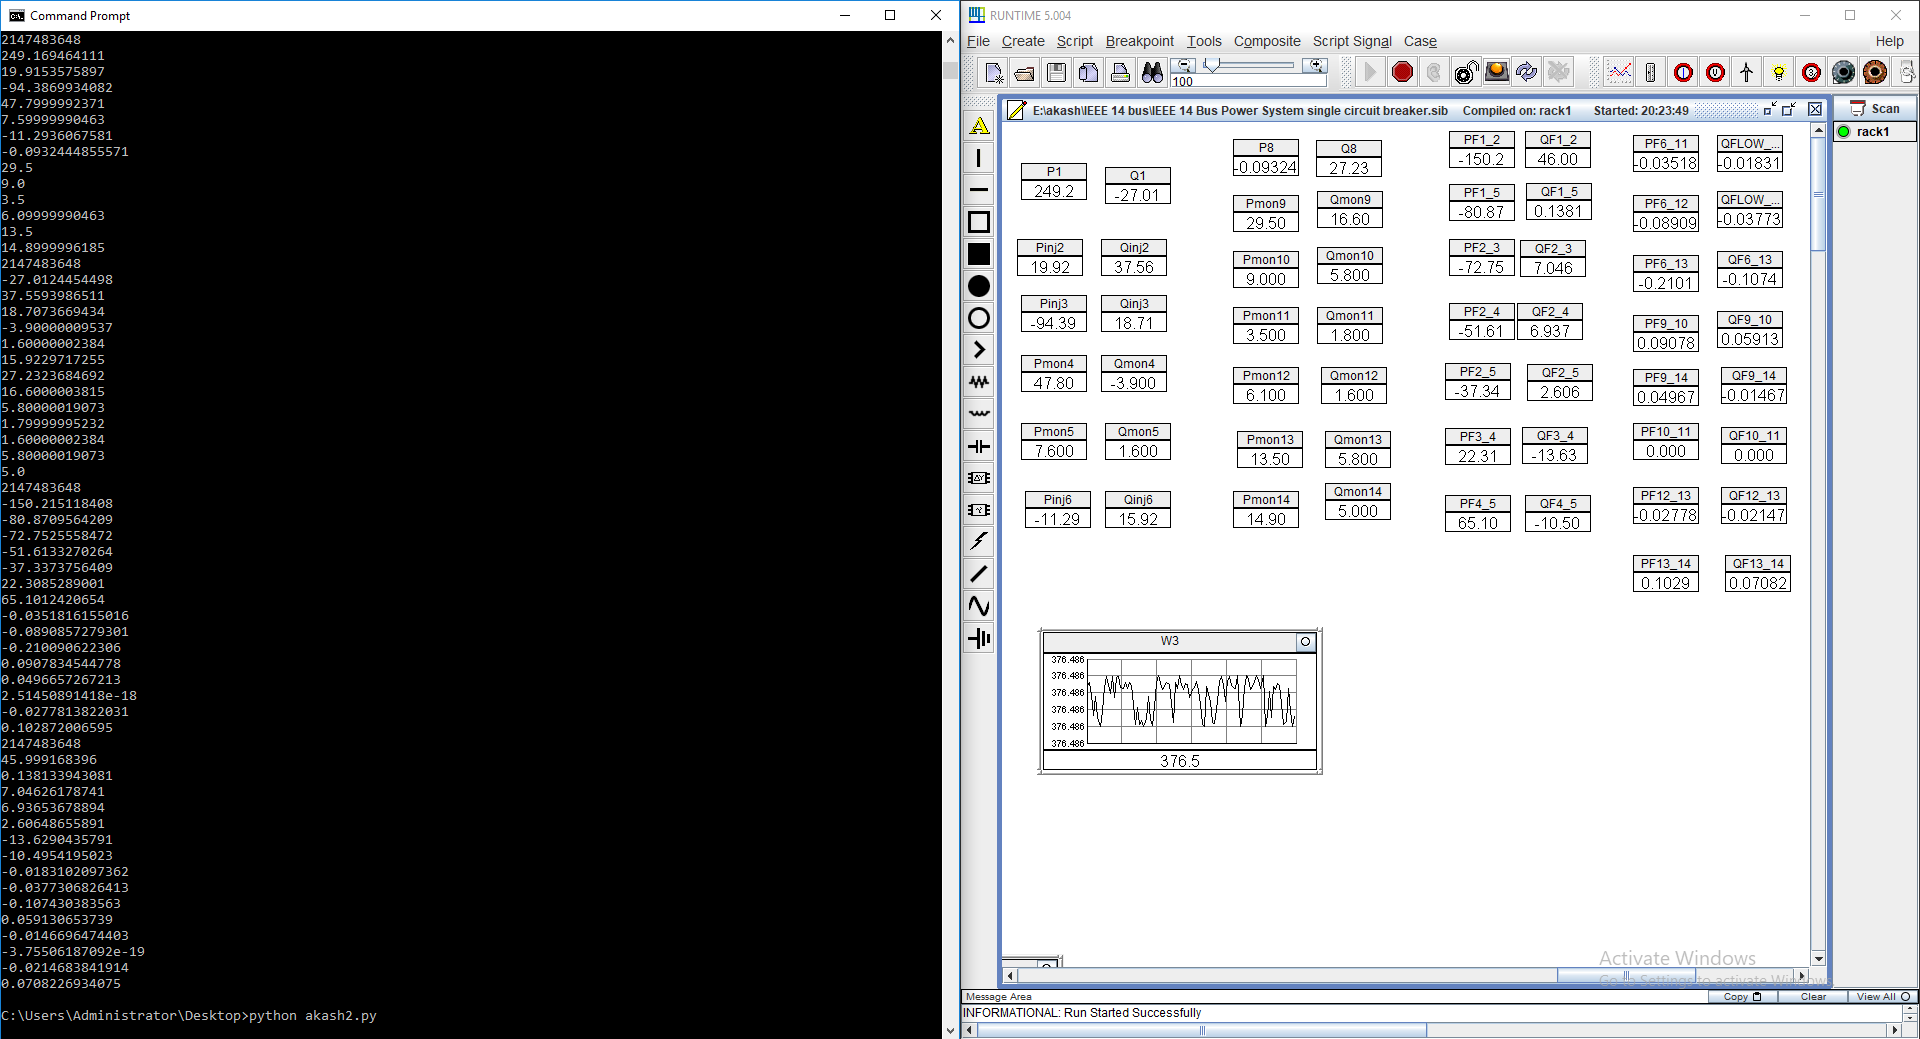 Command Prompt
2147483648
249.169464111
19.9153575897
-94.3869934082
47.7999992371
7.59999990463
-11.2936067581
-0.0932444855571
29.5
9.0
3.5
6.09999990463
13.5
14.8999996185
2147483648
-27.0124454498
37.5593986511
18.7073669434
-3.90000009537
1.60000002384
15.9229717255
27.2323684692
16.6000003815
5.80000019073
1.79999995232
1.60000002384
5.80000019073
5.0
2147483648
-150.215118408
-80.8709564209
-72.7525558472
-51.6133270264
-37.3373756409
22.3085289001
65.1012420654
-0.0351816155016
-0.0890857279301
-0.210090622306
0.0907834544778
0.0496657267213
2.51450891418e-18
-0.0277813822031
0.102872006595
2147483648
45.999168396
0.138133943081
7.04626178741
6.93653678894
2.60648655891
-13.6290435791
-10.4954195023
-0.0183102097362
-0.0377306826413
-0.107430383563
0.059130653739
-0.0146696474403
-3.75506187092e-19
-0.0214683841914
0.0708226934075
C:\Users\Administrator\Desktop>python akash2.py
RUNTIME 5.004
File Create Script Breakpoint Tools Composite Script Signal Case Help
100
E:\akash\IEEE 14 bus\IEEE 14 Bus Power System single circuit breaker.sib Compiled on: rack1 Started: 20:23:49
Scan
rack1
P1
249.2
Q1
-27.01
Pinj2
19.92
Qinj2
37.56
Pinj3
-94.39
Qinj3
18.71
Pmon4
47.80
Qmon4
-3.900
Pmon5
7.600
Qmon5
1.600
Pinj6
-11.29
Qinj6
15.92
P8
-0.09324
Q8
27.23
Pmon9
29.50
Qmon9
16.60
Pmon10
9.000
Qmon10
5.800
Pmon11
3.500
Qmon11
1.800
Pmon12
6.100
Qmon12
1.600
Pmon13
13.50
Qmon13
5.800
Pmon14
14.90
Qmon14
5.000
PF1_2
-150.2
QF1_2
46.00
PF1_5
-80.87
QF1_5
0.1381
PF2_3
-72.75
QF2_3
7.046
PF2_4
-51.61
QF2_4
6.937
PF2_5
-37.34
QF2_5
2.606
PF3_4
22.31
QF3_4
-13.63
PF4_5
65.10
QF4_5
-10.50
PF6_11
-0.03518
QFLOW_...
-0.01831
PF6_12
-0.08909
QFLOW_...
-0.03773
PF6_13
-0.2101
QF6_13
-0.1074
PF9_10
0.09078
QF9_10
0.05913
PF9_14
0.04967
QF9_14
-0.01467
PF10_11
0.000
QF10_11
0.000
PF12_13
-0.02778
QF12_13
-0.02147
PF13_14
0.1029
QF13_14
0.07082
W3
376.486
376.486
376.486
376.486
376.486
376.486
376.5
Activate Windows
Go to Settings to activate Windows
Message Area Copy Clear View All
INFORMATIONAL: Run Started Successfully